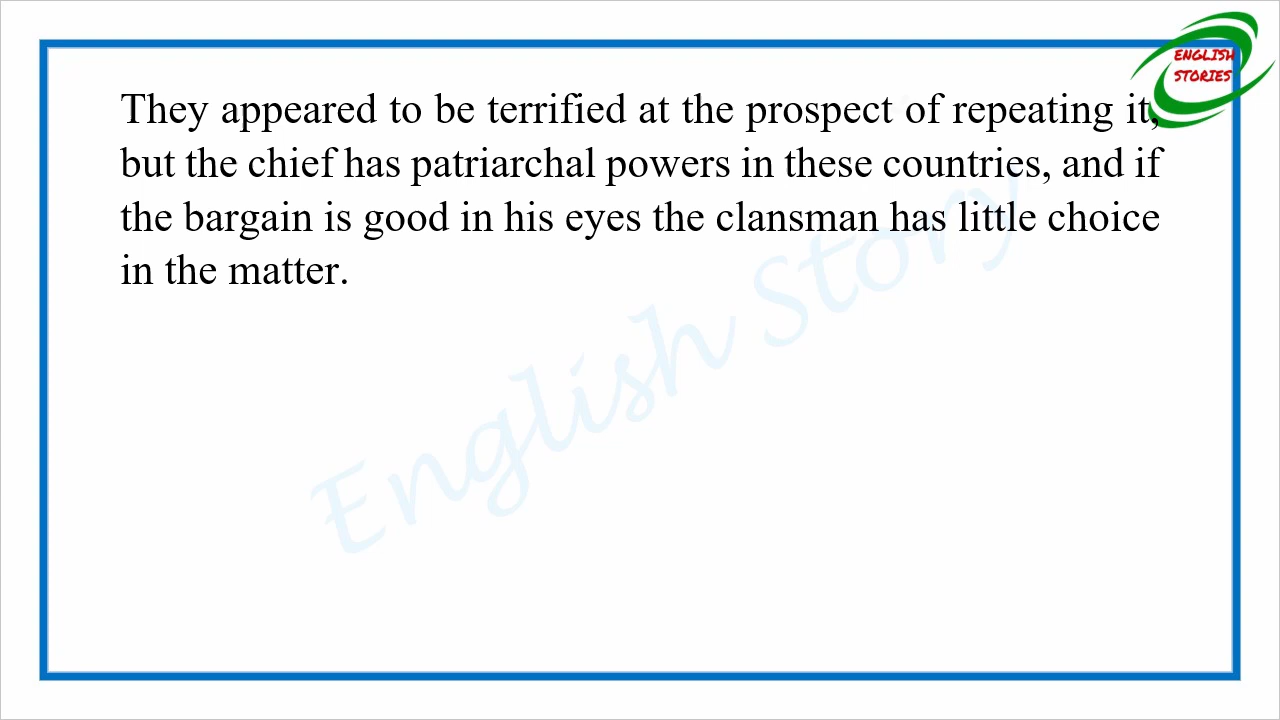 ENGLISH
STORIES
They appeared to be terrified at the prospect of repeating it,
but the chief has patriarchal powers in these countries, and if
the bargain is good in his eyes the clansman has little choice
in the matter.
English Story